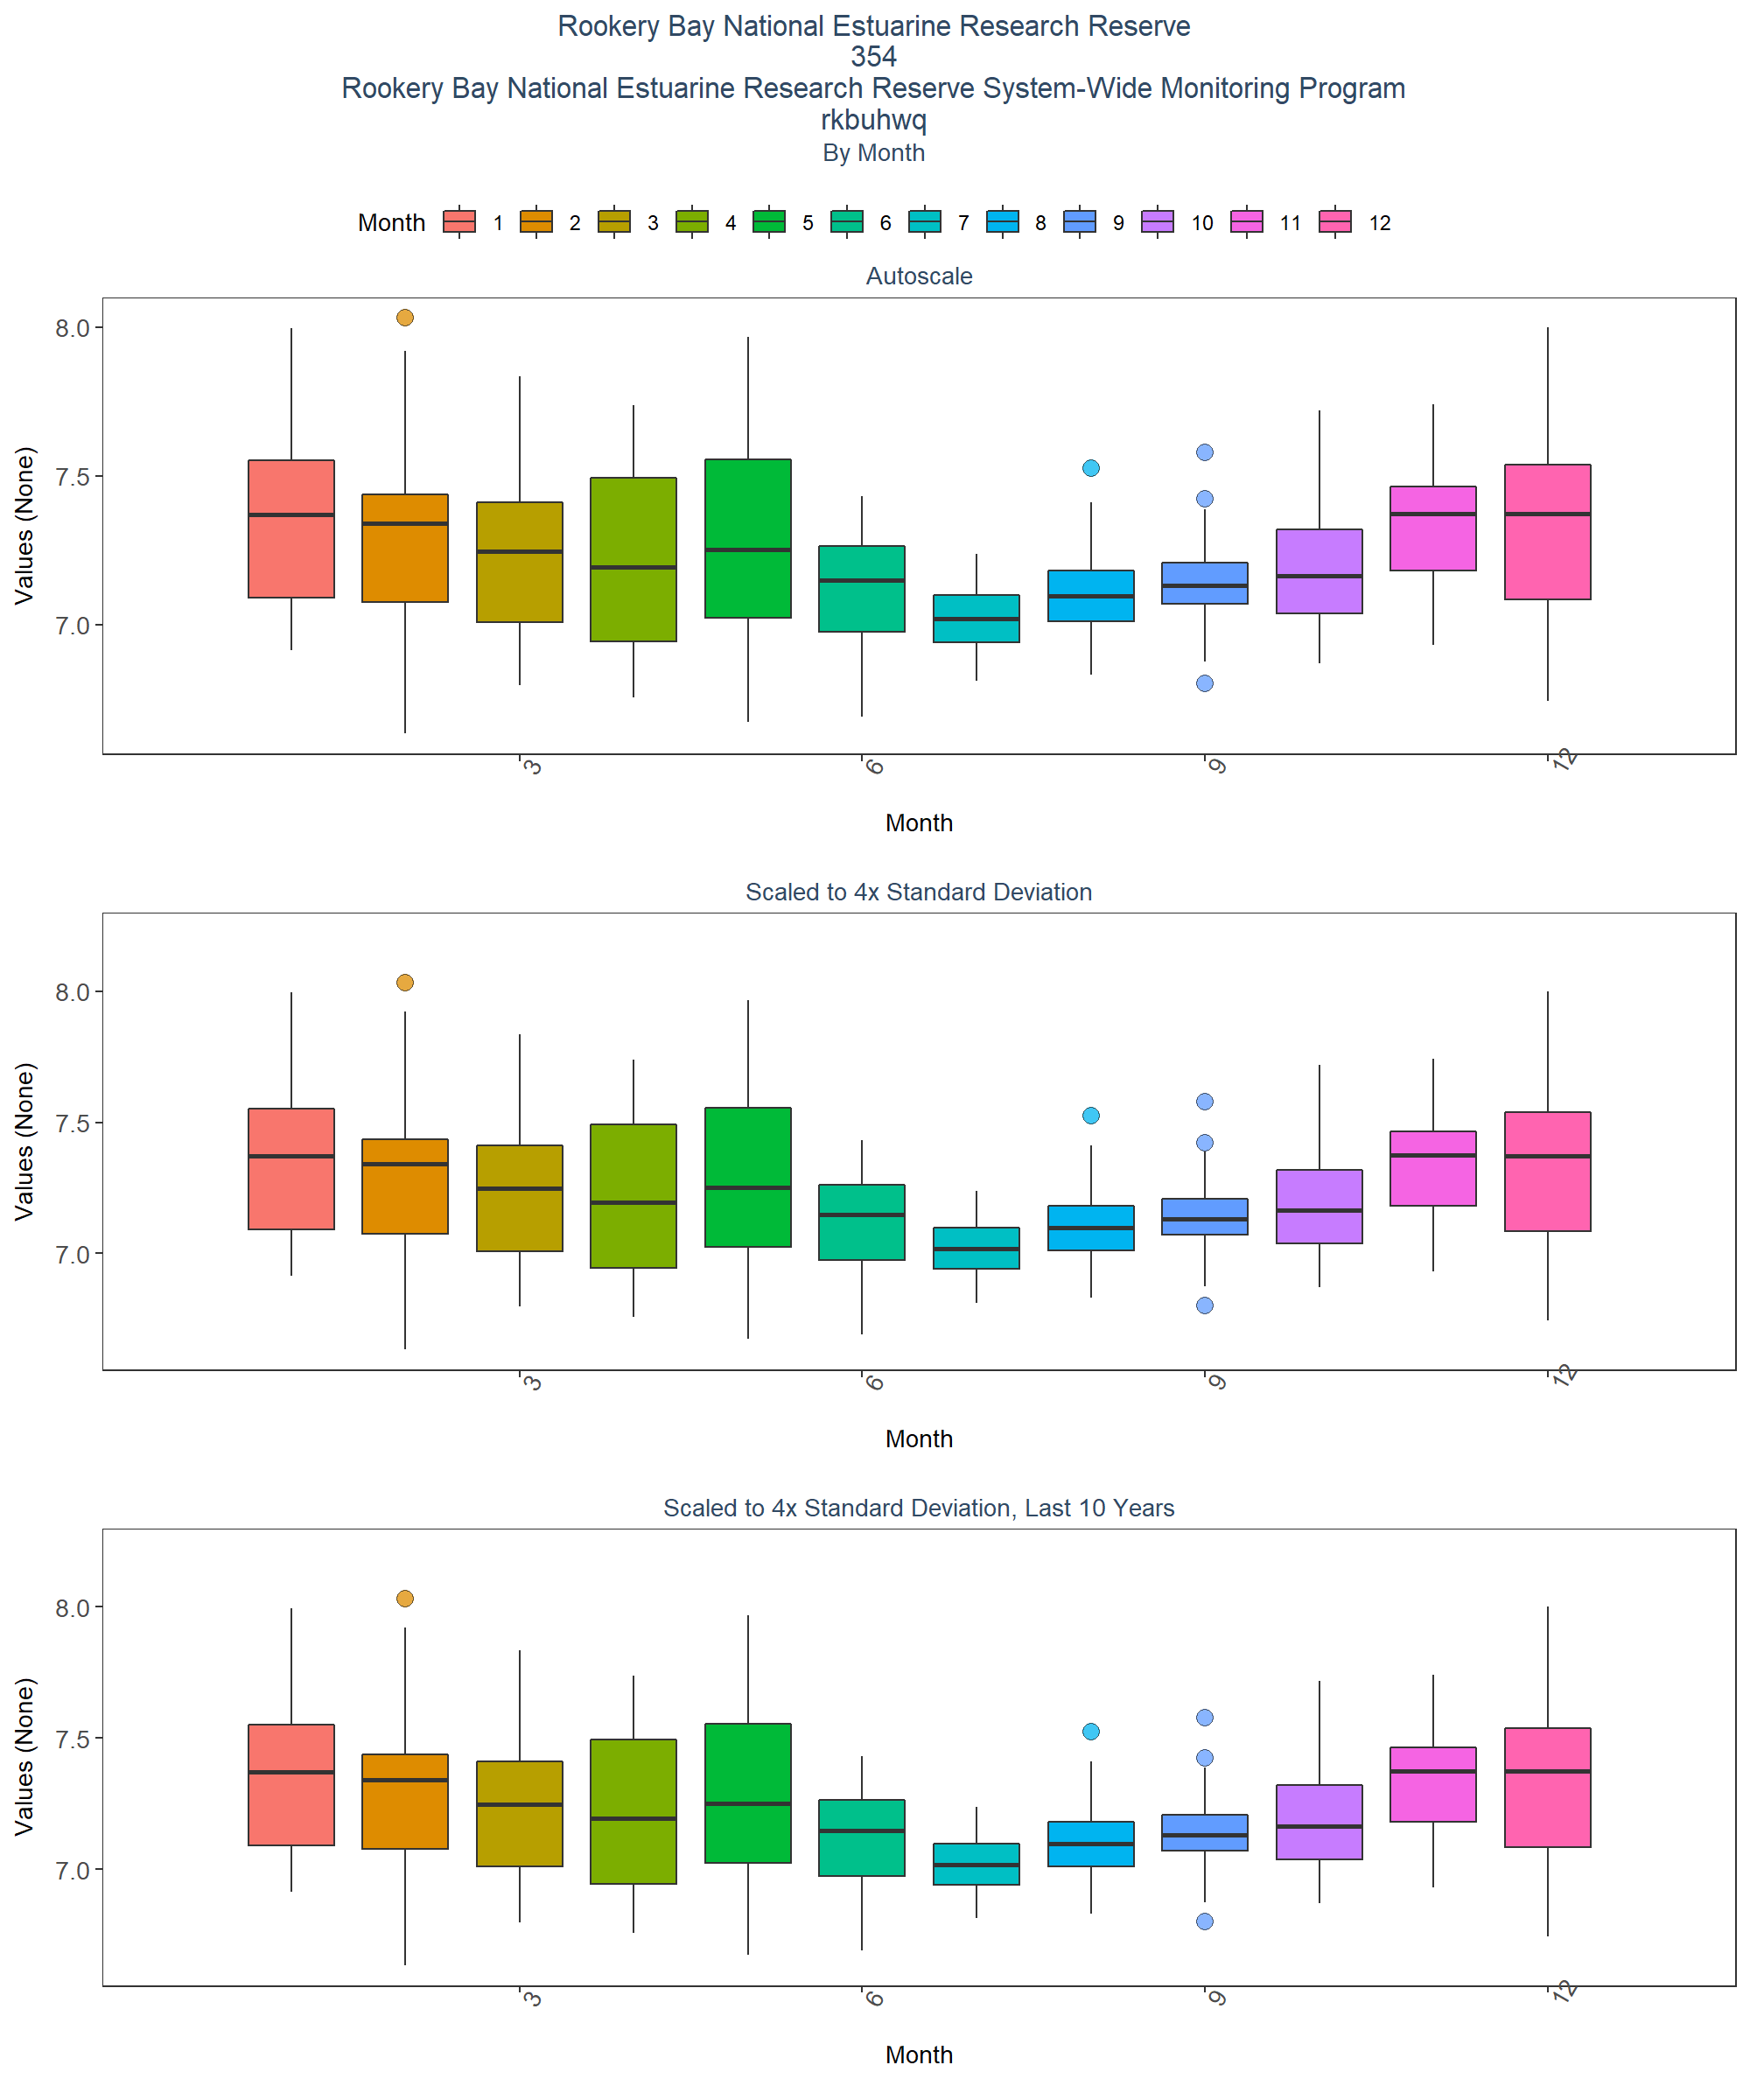 Rookery Bay National Estuarine Research Reserve
354
Rookery Bay National Estuarine Research Reserve System-Wide Monitoring Program
rkbuhwq
By Month
Month 1 2 3 4 5 6 7 8 9 10 11 12
Autoscale
Values (None)
8.0
7.5
7.0
3 6 9 12
Month
Scaled to 4x Standard Deviation
Values (None)
8.0
7.5
7.0
3 6 9 12
Month
Scaled to 4x Standard Deviation, Last 10 Years
Values (None)
8.0
7.5
7.0
3 6 9 12
Month